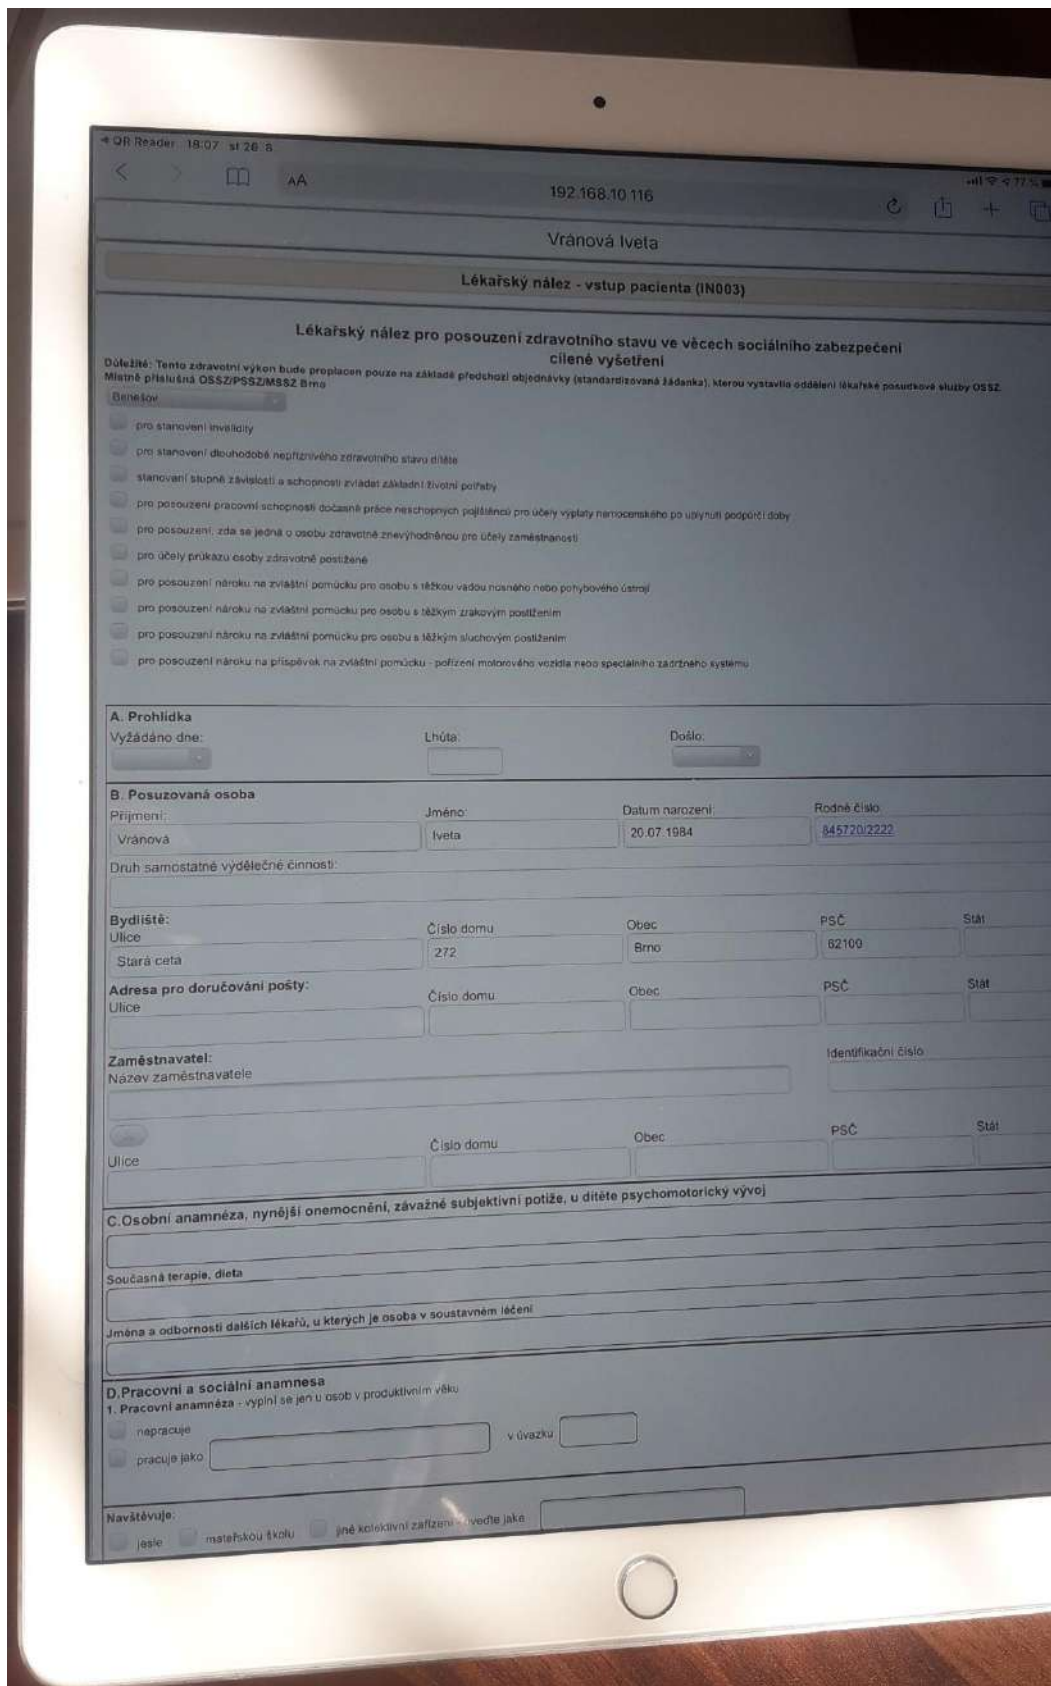 QR Reader 18:07 st 26 8
77 %
AA
192.168.10.116
Vránová Iveta
Lékařský nález - vstup pacienta (IN003)
Lékařský nález pro posouzení zdravotního stavu ve věcech sociálního zabezpečení
cílené vyšetření
Důležité: Tento zdravotní výkon bude proplacen pouze na základě předchozí objednávky (standardizovaná žádanka), kterou vystavilo oddělení lékařské posudkové služby OSSZ.
Místně příslušná OSSZ/PSSZ/MSSZ Brno
Benešov
pro stanovení invalidity
pro stanovení dlouhodobě nepříznivého zdravotního stavu dítěte
stanovaní stupně závislosti a schopnosti zvládat základní životní potřeby
pro posouzení pracovní schopnosti dočasně práce neschopných pojištěnců pro účely výplaty nemocenského po uplynutí podpůrčí doby
pro posouzení, zda se jedná o osobu zdravotně znevýhodněnou pro účely zaměstnanosti
pro účely průkazu osoby zdravotně postižené
pro posouzení nároku na zvláštní pomůcku pro osobu s těžkou vadou nosného nebo pohybového ústrojí
pro posouzení nároku na zvláštní pomůcku pro osobu s těžkým zrakovým postižením
pro posouzení nároku na zvláštní pomůcku pro osobu s těžkým sluchovým postižením
pro posouzení nároku na příspěvek na zvláštní pomůcku - pořízení motorového vozidla nebo speciálního zádržného systému
A. Prohlídka
Vyžádáno dne: Lhůta: Došlo:
B. Posuzovaná osoba
Příjmení: Jméno: Datum narození: Rodné číslo
Vránová Iveta 20.07.1984 845720/2222
Druh samostatné výdělečné činnosti:
Bydliště:
Ulice Číslo domu Obec PSČ Stát
Stará ceta 272 Brno 62100
Adresa pro doručování pošty:
Ulice Číslo domu Obec PSČ Stát
Zaměstnavatel:
Název zaměstnavatele Identifikační číslo
...
Ulice Číslo domu Obec PSČ Stát
C.Osobní anamnéza, nynější onemocnění, závažné subjektivní potíže, u dítěte psychomotorický vývoj
Současná terapie, dieta
Jména a odbornosti dalších lékařů, u kterých je osoba v soustavném léčení
D.Pracovní a sociální anamnesa
1. Pracovní anamnéza - vyplní se jen u osob v produktivním věku
nepracuje
pracuje jako v úvazku
Navštěvuje:
jesle mateřskou školu jiné kolektivní zařízení - uveďte jaké